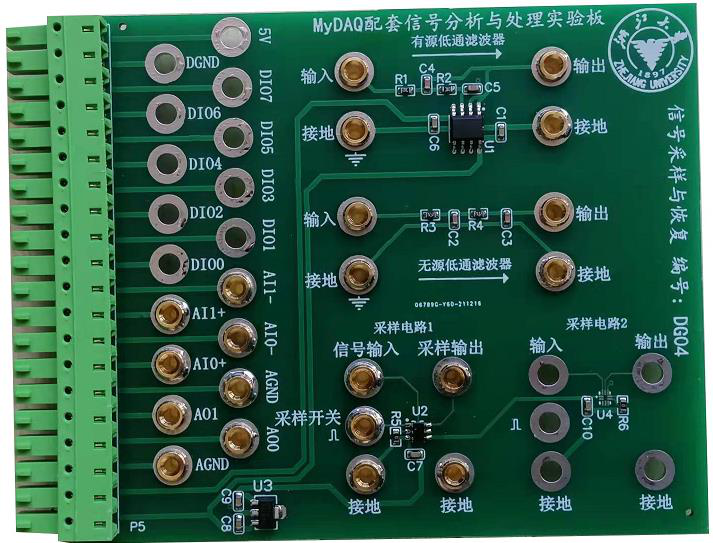 MyDAQ配套信号分析与处理实验板
有源低通滤波器
5V
DGND
DIO7
DIO6
DIO5
DIO4
DIO3
DIO2
DIO1
DIO0
AI1-
AI1+
AI0-
AI0+
AGND
AO1
AO0
AGND
P5
输入
R1
C4
R2
C5
输出
接地
C6
U1
C1
接地
输入
R3
C2
R4
C3
输出
接地
无源低通滤波器
接地
06789C-Y6D-211216
采样电路1
信号输入
采样输出
采样开关
R5
U2
C7
接地
接地
采样电路2
输入
输出
C10
U4
R6
接地
接地
U3
C9
C8
1897
ZHEJIANG UNIVERSITY
信号采样与恢复 编号: DG04